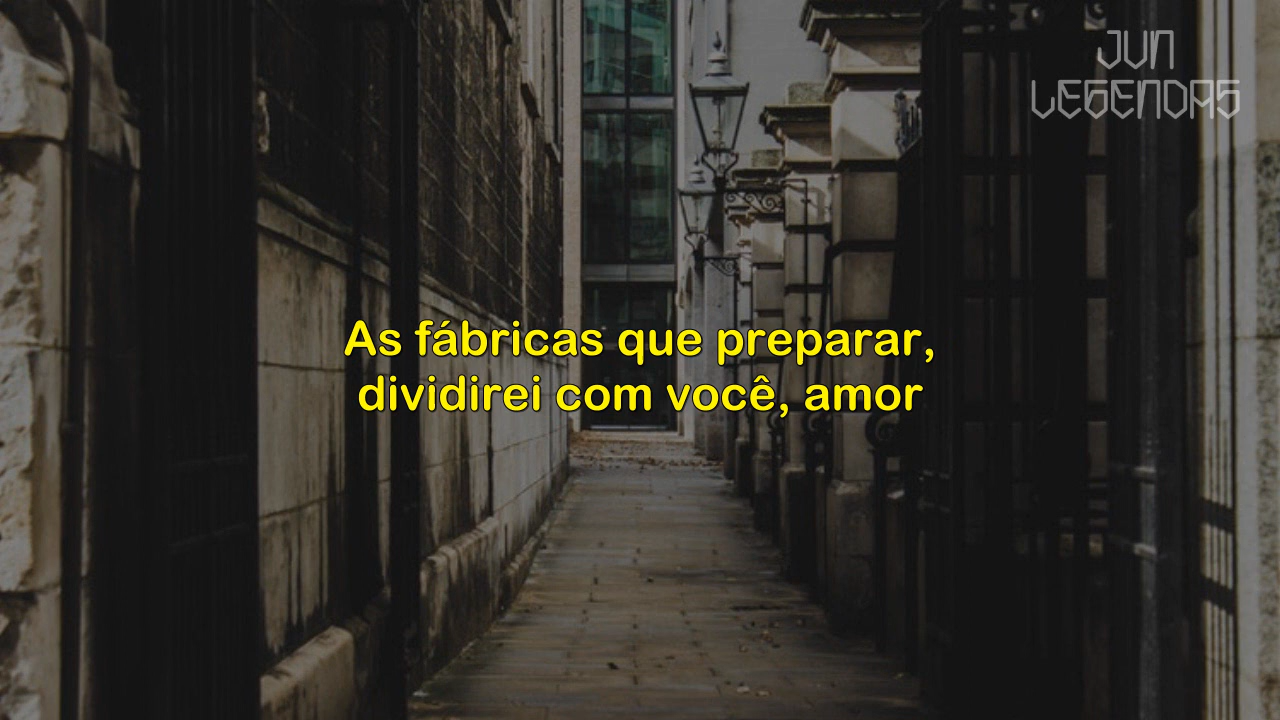 JUN
LEGENDAS
As fábricas que preparar,
dividirei com você, amor